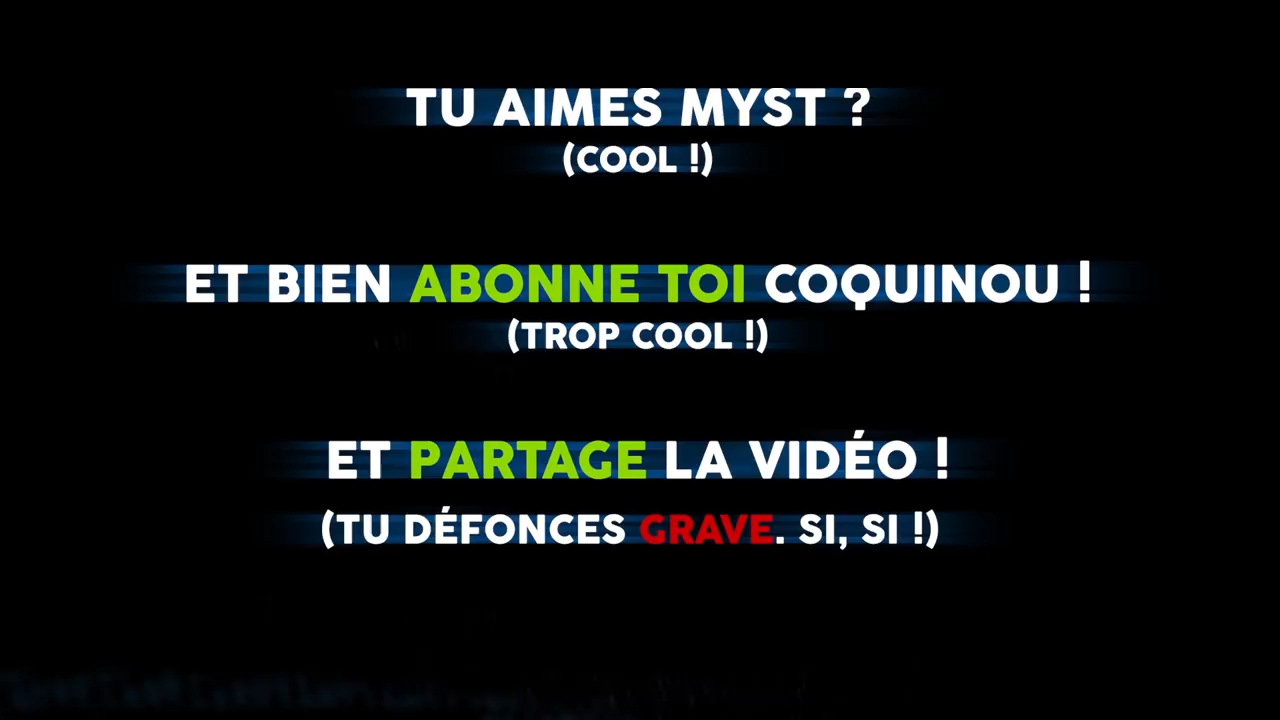 TU AIMES MYST ?
(COOL !)
ET BIEN ABONNE TOI COQUINOU !
(TROP COOL !)
ET PARTAGE LA VIDÉO !
(TU DÉFONCES GRAVE. SI, SI !)